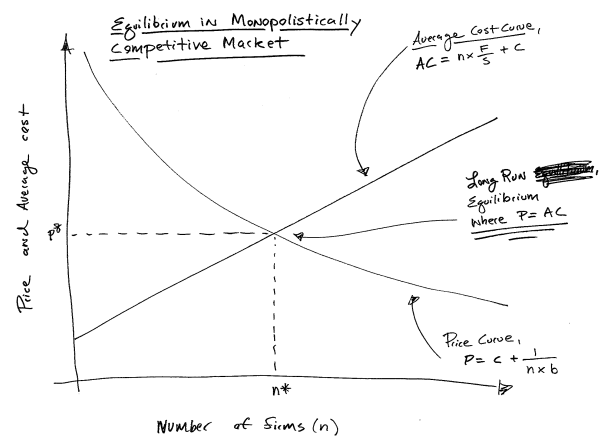 Equilibrium in Monopolistically
Competitive Market
Average Cost Curve,
AC = n x F/S + c
Price and Average cost
Long Run
Equilibrium
where P = AC
P*
Price Curve,
P = c + 1/(n x b)
n*
Number of firms (n)